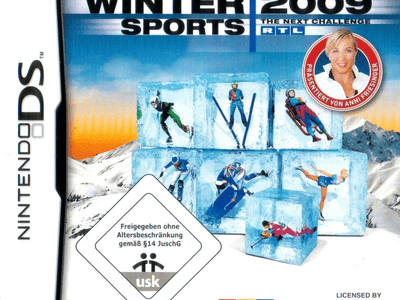 WINTER 2009
SPORTS THE NEXT CHALLENGE
RTL
PRÄSENTIERT VON ANNI FRIESINGER
NINTENDO DS
Freigegeben ohne
Altersbeschränkung
gemäß §14 JuSchG
usk
LICENSED BY